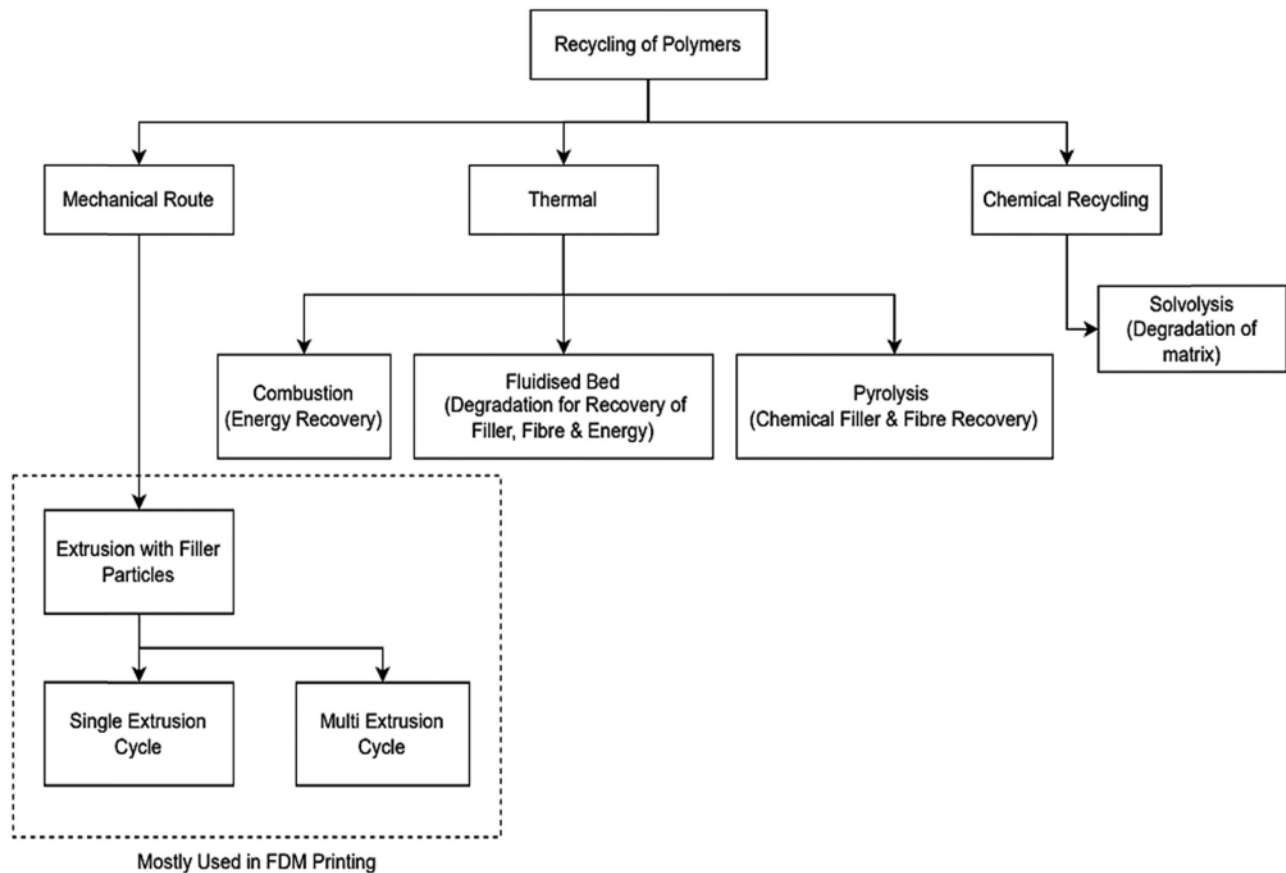 Recycling of Polymers
Mechanical Route
Thermal
Chemical Recycling
Solvolysis
(Degradation of
matrix)
Combustion
(Energy Recovery)
Fluidised Bed
(Degradation for Recovery of
Filler, Fibre & Energy)
Pyrolysis
(Chemical Filler & Fibre Recovery)
Extrusion with Filler
Particles
Single Extrusion
Cycle
Multi Extrusion
Cycle
Mostly Used in FDM Printing